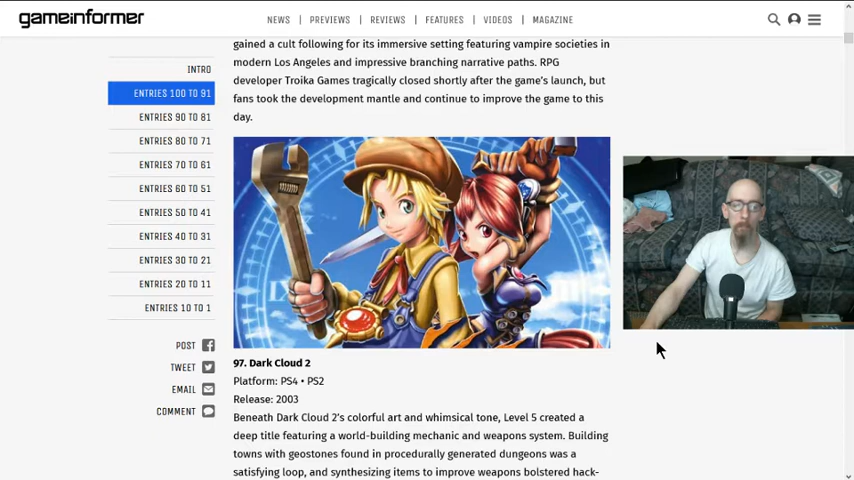 gameinformer
NEWS PREVIEWS REVIEWS FEATURES VIDEOS MAGAZINE
INTRO
ENTRIES 100 TO 91
ENTRIES 90 TO 81
ENTRIES 80 TO 71
ENTRIES 70 TO 61
ENTRIES 60 TO 51
ENTRIES 50 TO 41
ENTRIES 40 TO 31
ENTRIES 30 TO 21
ENTRIES 20 TO 11
ENTRIES 10 TO 1
POST
TWEET
EMAIL
COMMENT
gained a cult following for its immersive setting featuring vampire societies in
modern Los Angeles and impressive branching narrative paths. RPG
developer Troika Games tragically closed shortly after the game's launch, but
fans took the development mantle and continue to improve the game to this
day.
97. Dark Cloud 2
Platform: PS4 • PS2
Release: 2003
Beneath Dark Cloud 2's colorful art and whimsical tone, Level 5 created a
deep title featuring a world-building mechanic and weapons system. Building
towns with geostones found in procedurally generated dungeons was a
satisfying loop, and synthesizing items to improve weapons bolstered hack-